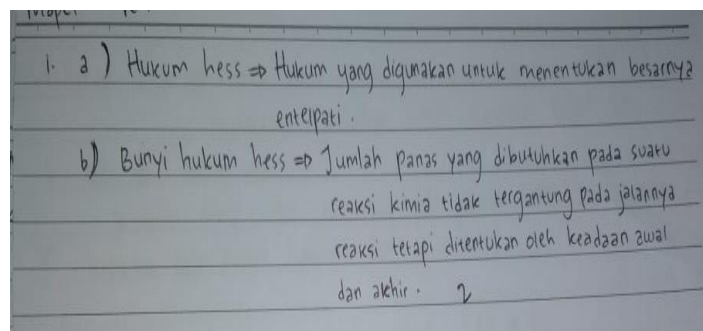 1. a) Hukum hess ⇒ Hukum yang digunakan untuk menentukan besarnya
entelpati.
b) Bunyi hukum hess ⇒ Jumlah panas yang dibutuhkan pada suatu
reaksi kimia tidak tergantung pada jalannya
reaksi tetapi ditentukan oleh keadaan awal
dan akhir. 2